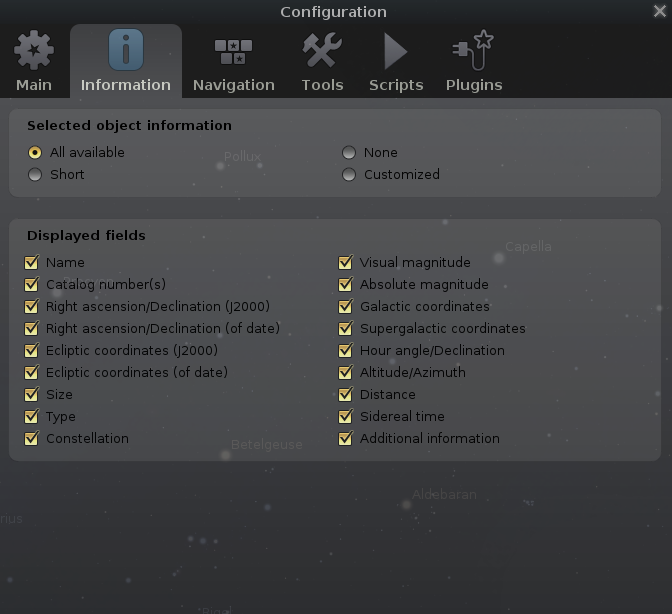 Configuration
Main
Information
Navigation
Tools
Scripts
Plugins
Selected object information
All available
None
Pollux
Short
Customized
Displayed fields
Capella
Name
Visual magnitude
Catalog number(s)
Absolute magnitude
Right ascension/Declination (J2000)
Galactic coordinates
Right ascension/Declination (of date)
Supergalactic coordinates
Ecliptic coordinates (J2000)
Hour angle/Declination
Ecliptic coordinates (of date)
Altitude/Azimuth
Size
Distance
Type
Sidereal time
Constellation
Additional information
Betelgeuse
Aldebaran
rius
Rigel